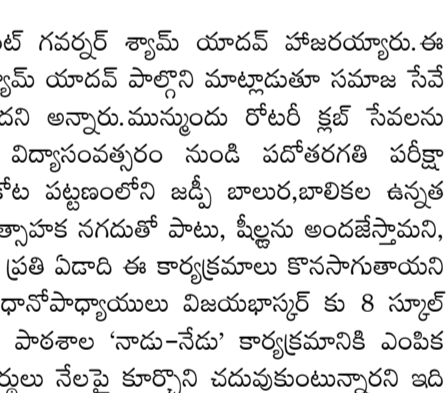 ంట్ గవర్నర్ శ్యామ్ యాదవ్ హాజరయ్యారు.ఈ
్యామ్ యాదవ్ పాల్గొని మాట్లాడుతూ సమాజ సేవే
దని అన్నారు.మున్ముందు రోటరీ క్లబ్ సేవలను
విద్యాసంవత్సరం నుండి పదోతరగతి పరీక్షా
కోట పట్టణంలోని జడ్పీ బాలుర,బాలికల ఉన్నత
త్సాహక నగదుతో పాటు, షీల్డను అందజేస్తామని,
ప్రతి ఏడాది ఈ కార్యక్రమాలు కొనసాగుతాయని
ధానోపాధ్యాయులు విజయభాస్కర్ కు 8 స్కూల్
పాఠశాల ‘నాడు-నేడు’ కార్యక్రమానికి ఎంపిక
ర్థులు నేలపై కూర్చొని చదువుకుంటున్నారని ఇది